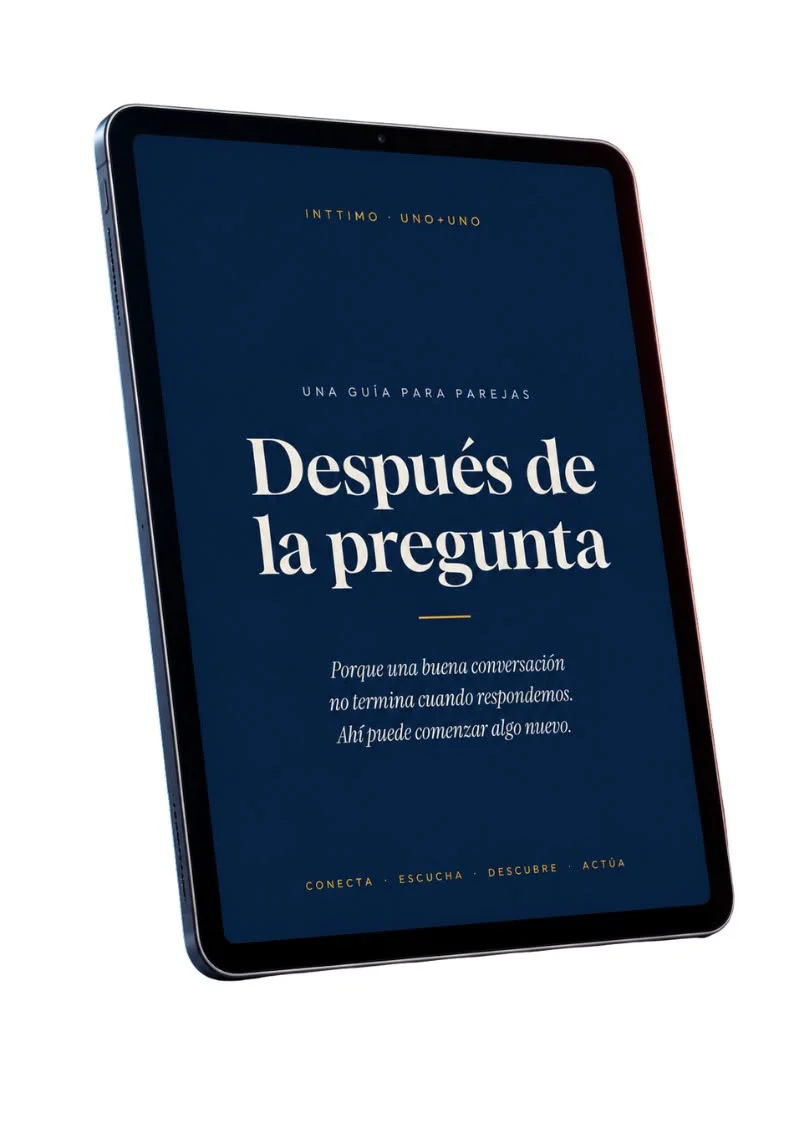 INTTIMO · UNO+UNO
UNA GUÍA PARA PAREJAS
Después de
la pregunta
Porque una buena conversación
no termina cuando respondemos.
Ahí puede comenzar algo nuevo.
CONECTA · ESCUCHA · DESCUBRE · ACTÚA